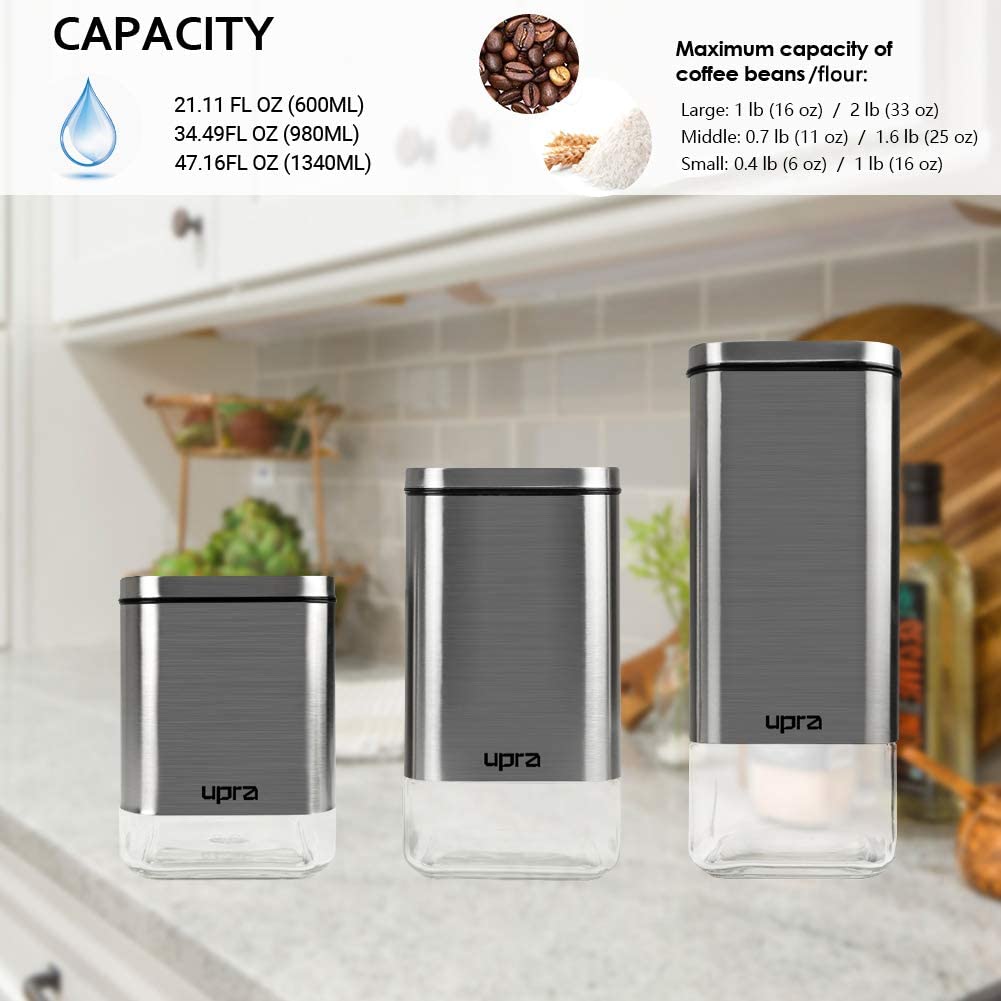 CAPACITY
21.11 FL OZ (600ML)
34.49FL OZ (980ML)
47.16FL OZ (1340ML)
Maximum capacity of
coffee beans/flour:
Large: 1 lb (16 oz) / 2 lb (33 oz)
Middle: 0.7 lb (11 oz) / 1.6 lb (25 oz)
Small: 0.4 lb (6 oz) / 1 lb (16 oz)
upra
upra
upra